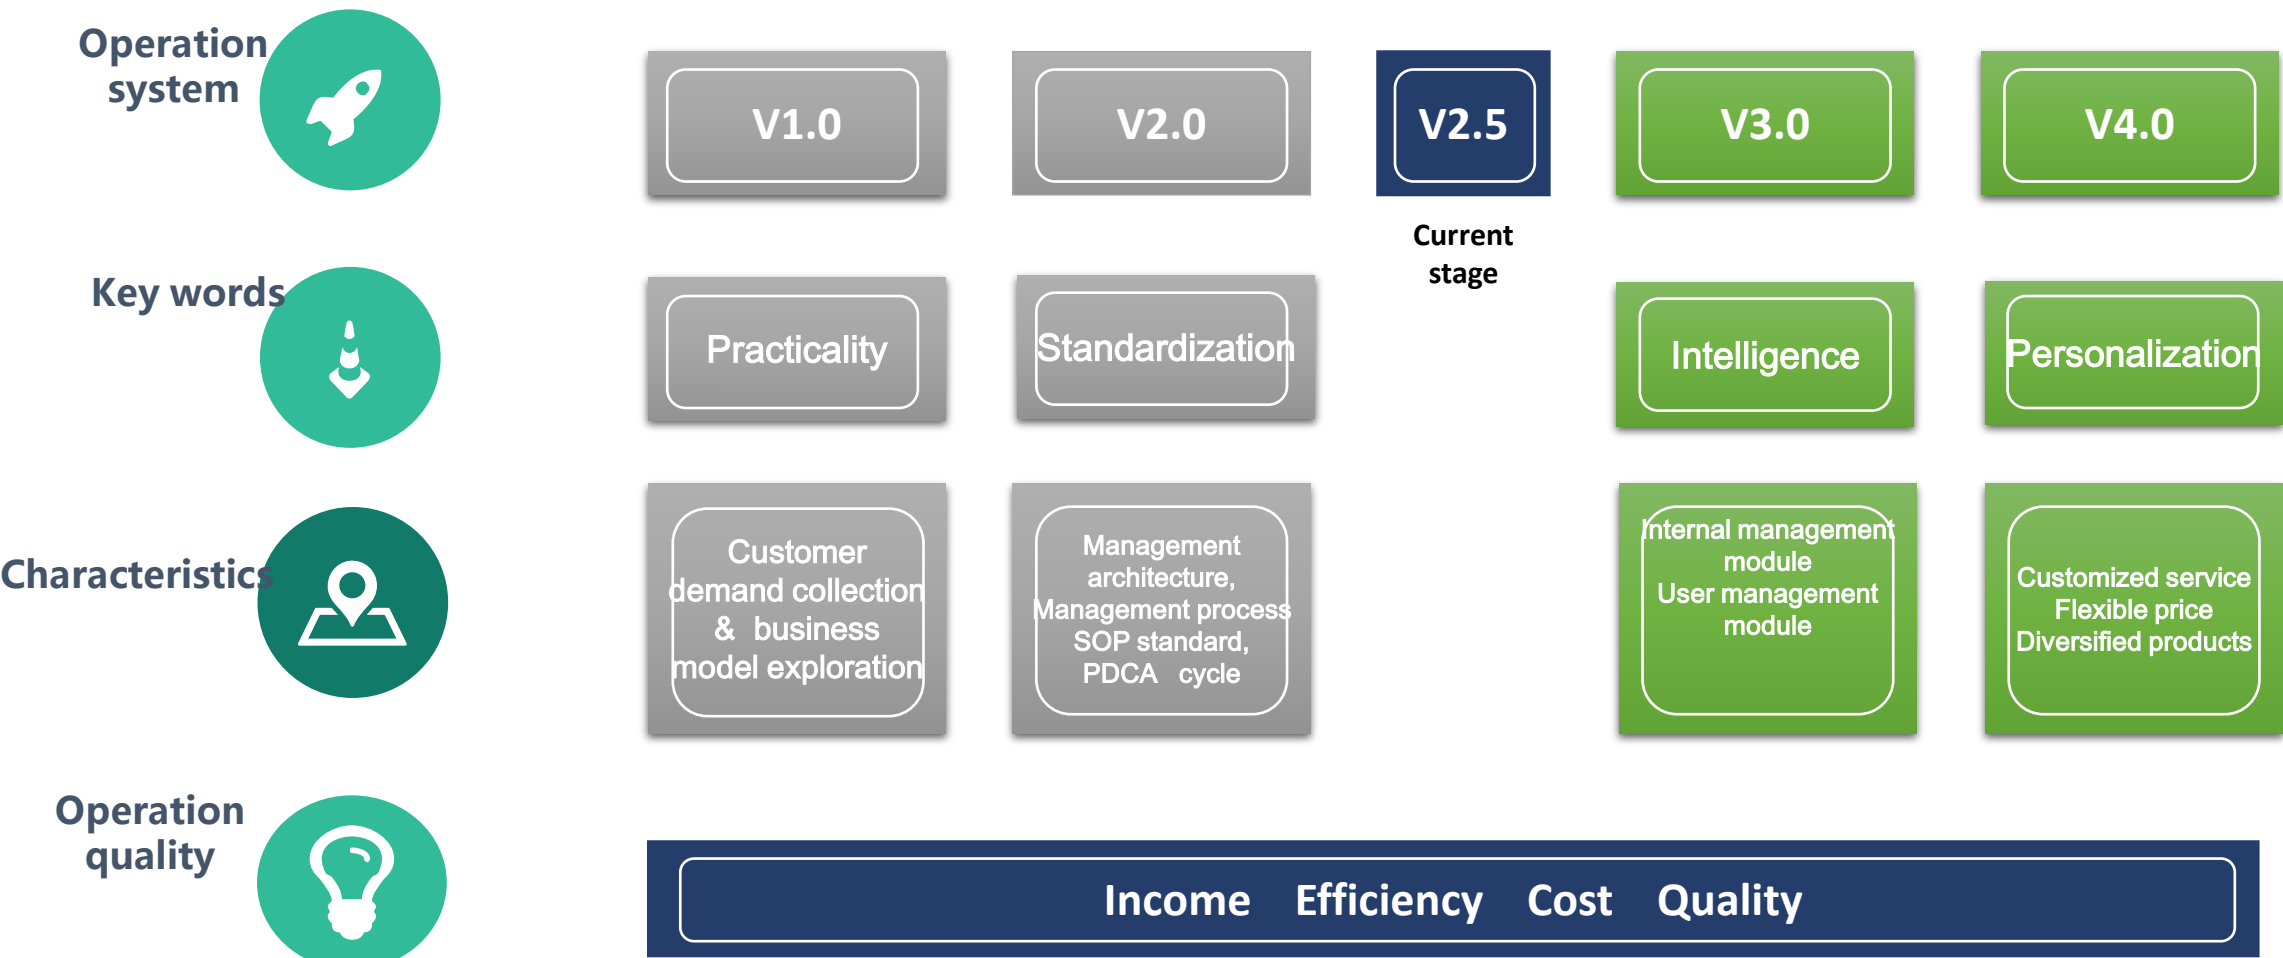 Operation
system
V1.0
V2.0
V2.5
V3.0
V4.0
Current
stage
Key words
Practicality
Standardization
Intelligence
Personalization
Characteristics
Customer
demand collection
& business
model exploration
Management
architecture,
Management process
SOP standard,
PDCA cycle
Internal management
module
User management
module
Customized service
Flexible price
Diversified products
Operation
quality
Income Efficiency Cost Quality